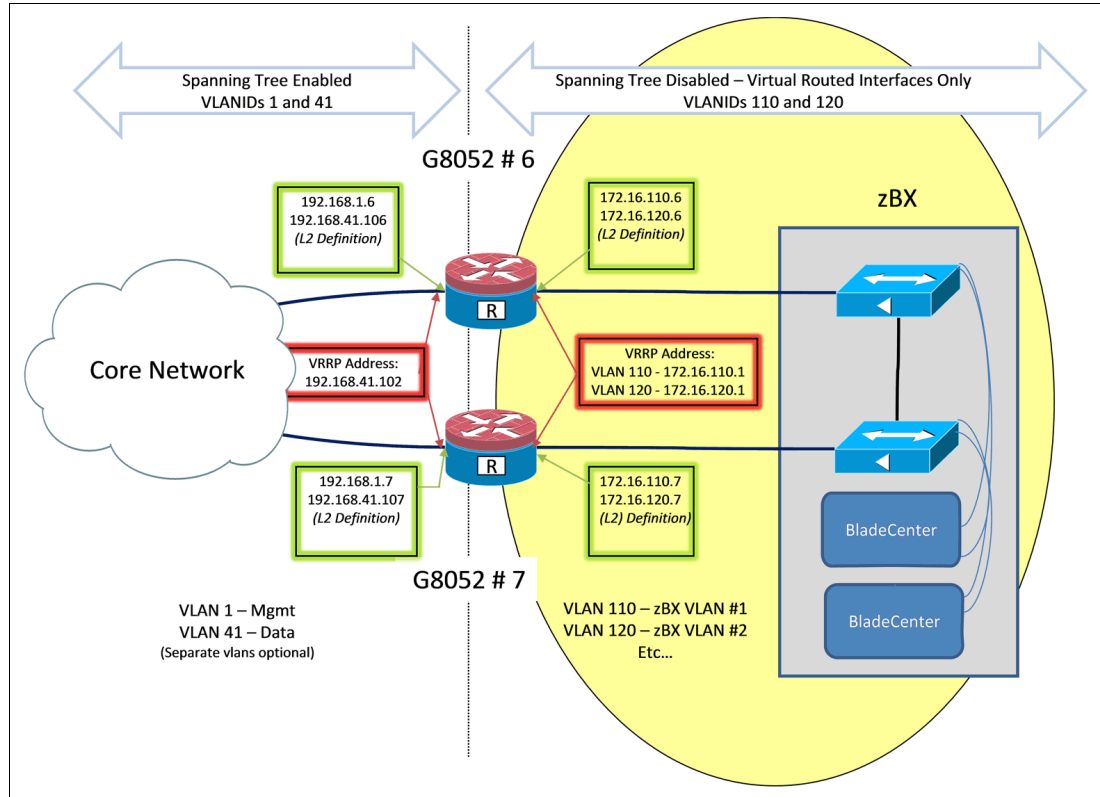 Spanning Tree Enabled
VLANIDs 1 and 41
Spanning Tree Disabled – Virtual Routed Interfaces Only
VLANIDs 110 and 120
G8052 # 6
192.168.1.6
192.168.41.106
(L2 Definition)
172.16.110.6
172.16.120.6
(L2 Definition)
zBX
R
Core Network
VRRP Address:
192.168.41.102
VRRP Address:
VLAN 110 - 172.16.110.1
VLAN 120 - 172.16.120.1
R
192.168.1.7
192.168.41.107
(L2 Definition)
172.16.110.7
172.16.120.7
(L2) Definition)
BladeCenter
BladeCenter
G8052 # 7
VLAN 1 – Mgmt
VLAN 41 – Data
(Separate vlans optional)
VLAN 110 – zBX VLAN #1
VLAN 120 – zBX VLAN #2
Etc...